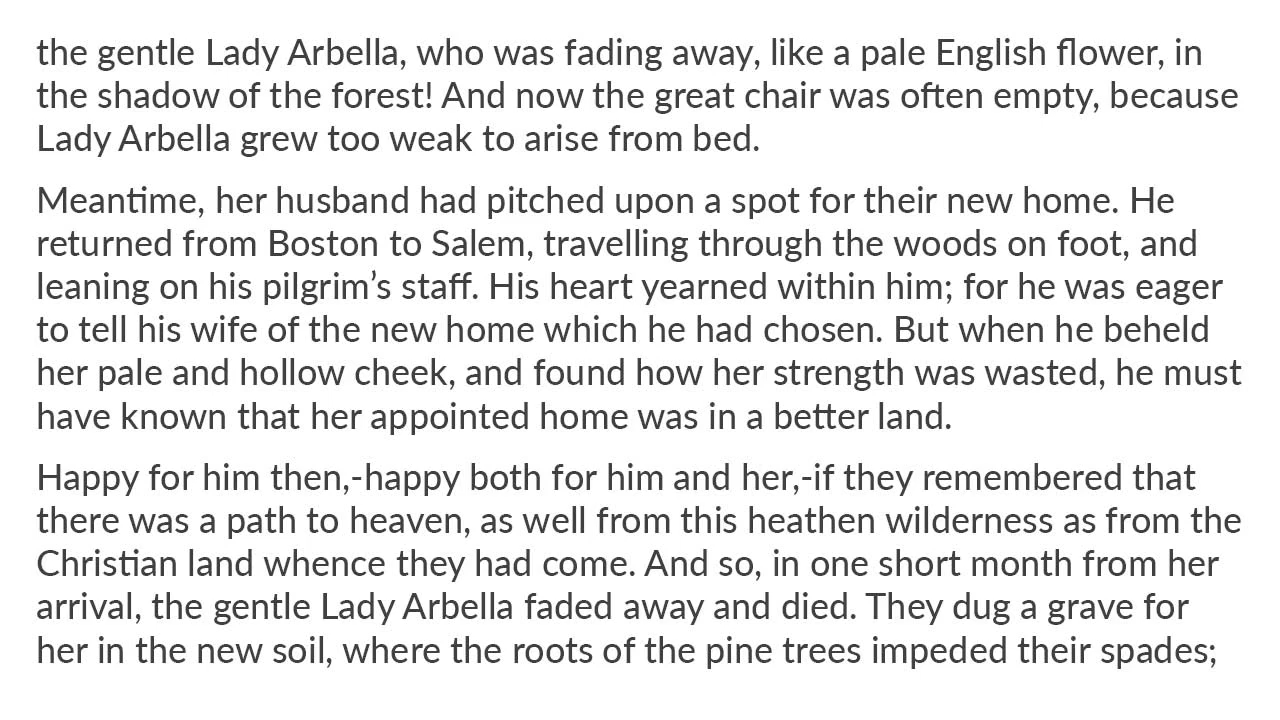 the gentle Lady Arbella, who was fading away, like a pale English flower, in
the shadow of the forest! And now the great chair was often empty, because
Lady Arbella grew too weak to arise from bed.
Meantime, her husband had pitched upon a spot for their new home. He
returned from Boston to Salem, travelling through the woods on foot, and
leaning on his pilgrim’s staff. His heart yearned within him; for he was eager
to tell his wife of the new home which he had chosen. But when he beheld
her pale and hollow cheek, and found how her strength was wasted, he must
have known that her appointed home was in a better land.
Happy for him then,-happy both for him and her,-if they remembered that
there was a path to heaven, as well from this heathen wilderness as from the
Christian land whence they had come. And so, in one short month from her
arrival, the gentle Lady Arbella faded away and died. They dug a grave for
her in the new soil, where the roots of the pine trees impeded their spades;